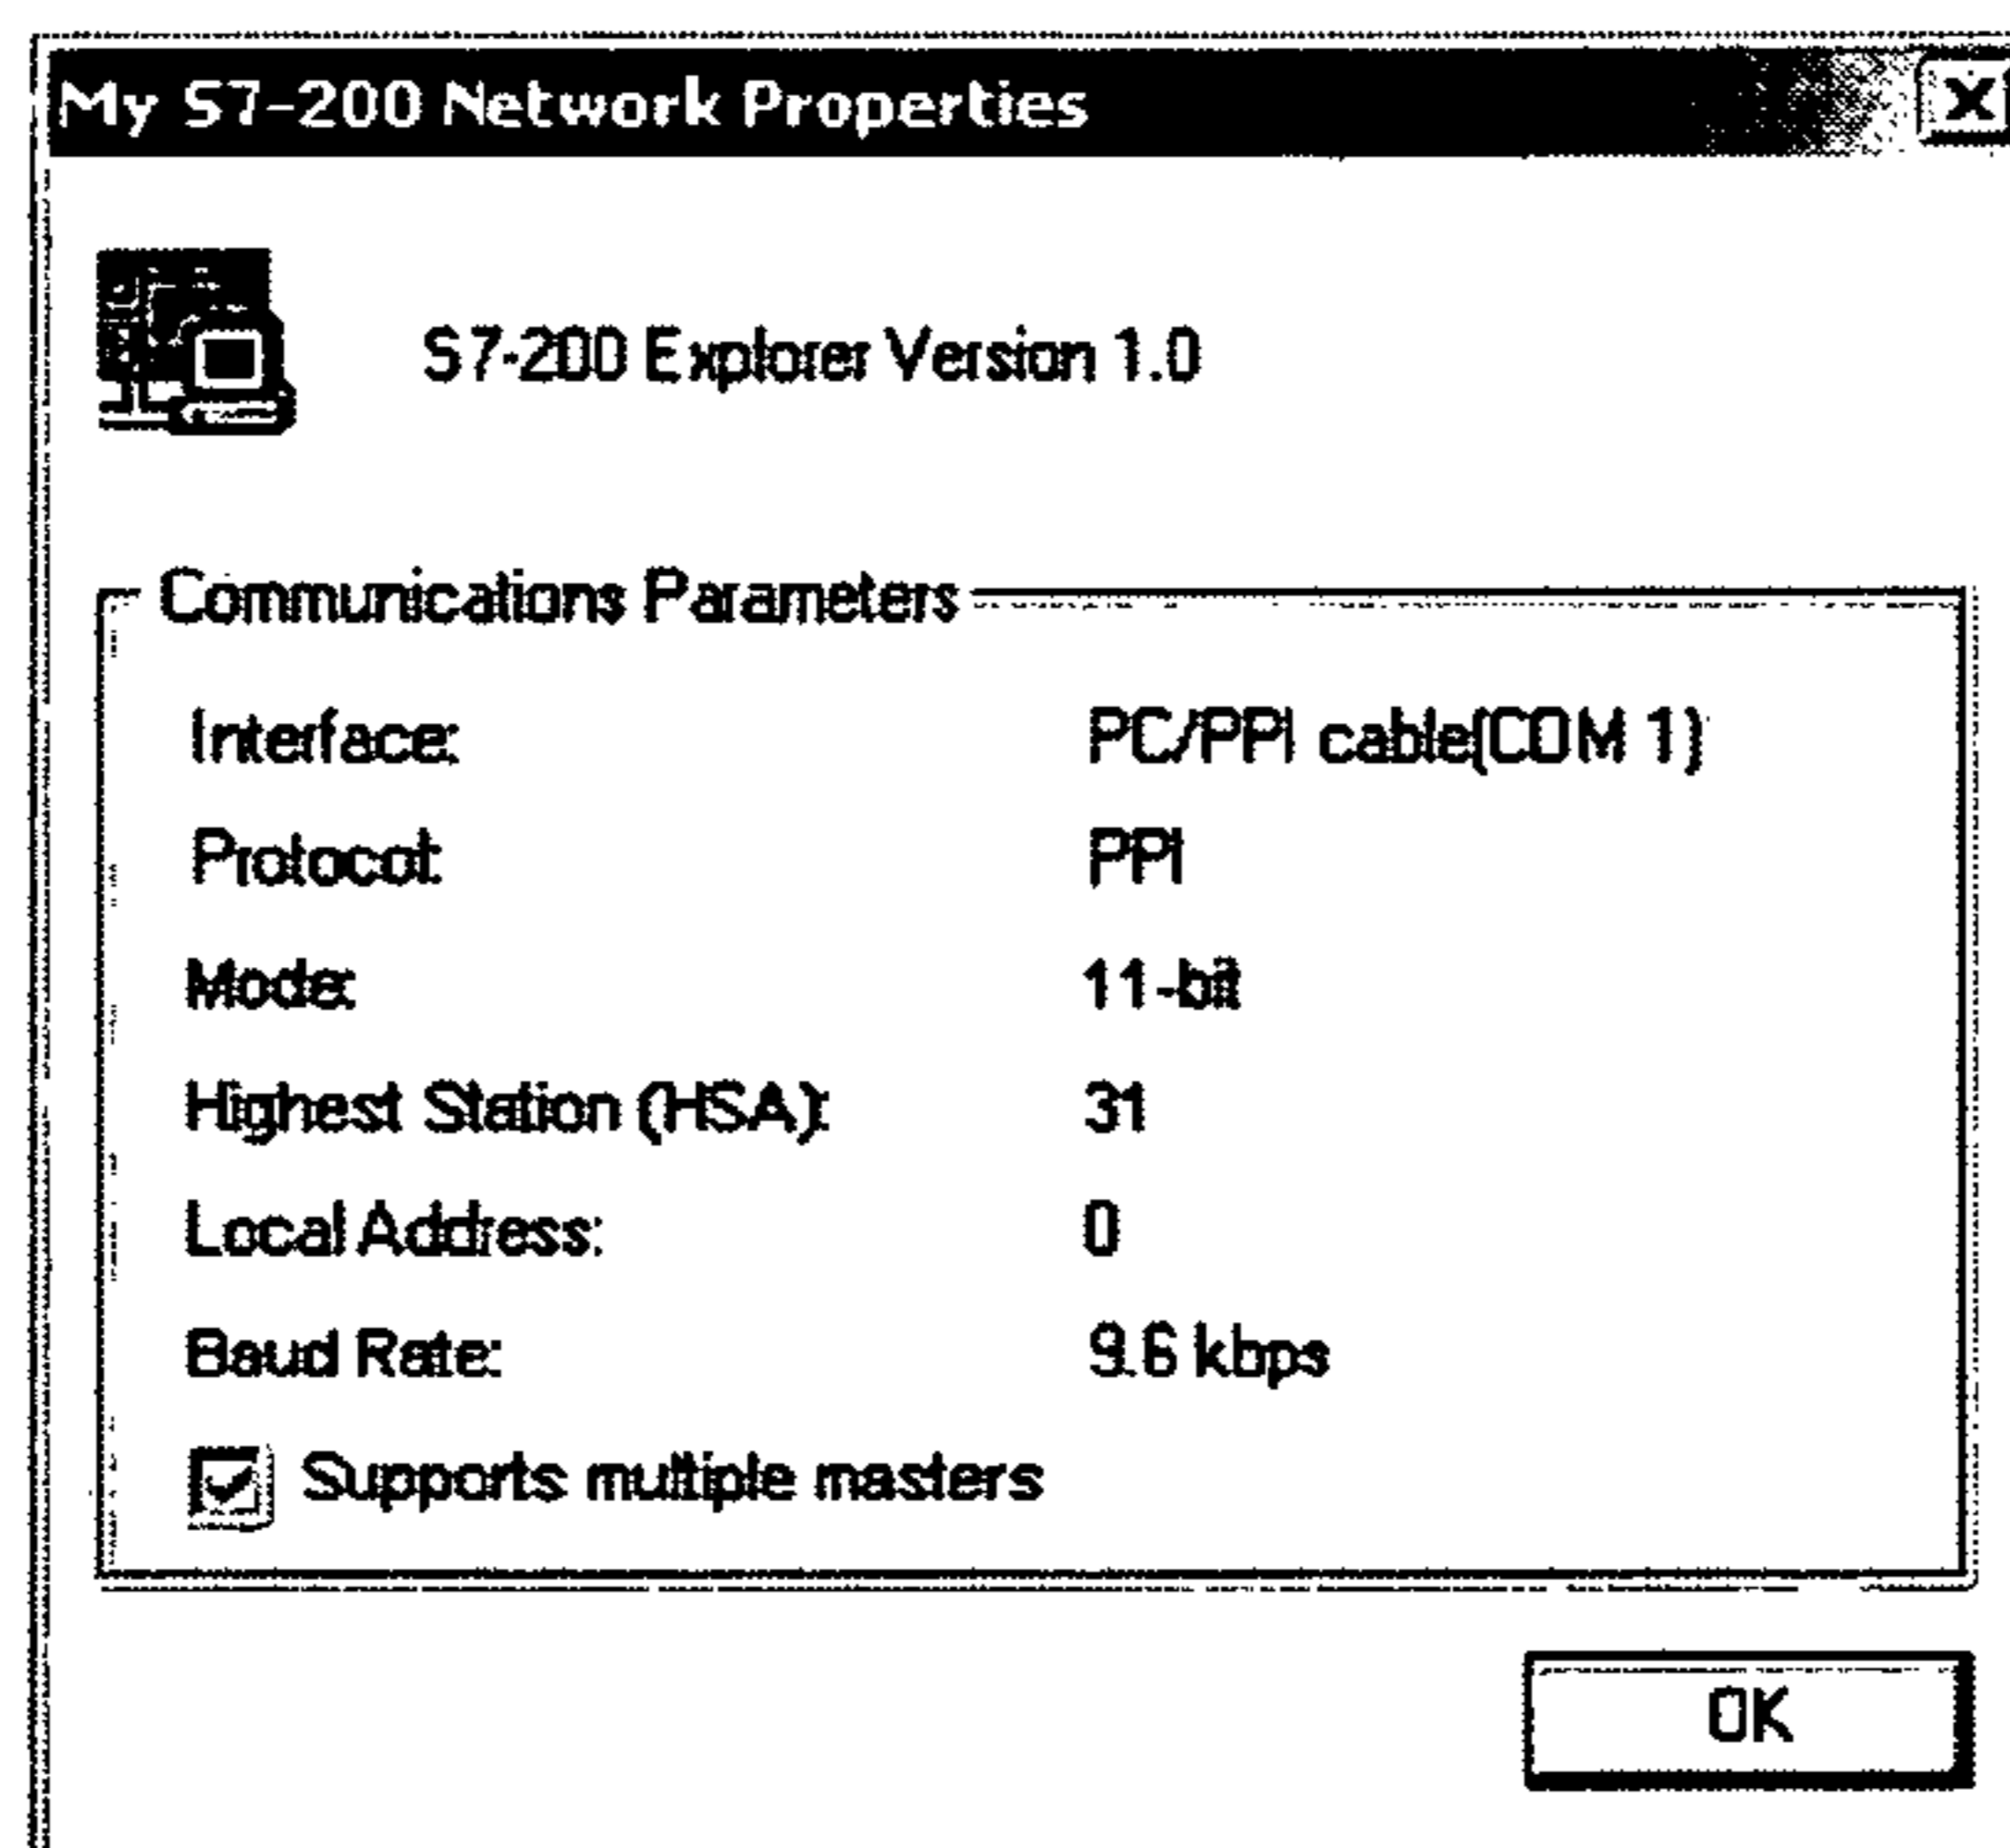 My S7-200 Network Properties
S7-200 Explorer Version 1.0
Communications Parameters
Interface: PC/PPI cable(COM 1)
Protocol: PPI
Mode: 11-bit
Highest Station (HSA): 31
Local Address: 0
Baud Rate: 9.6 kbps
Supports multiple masters
OK